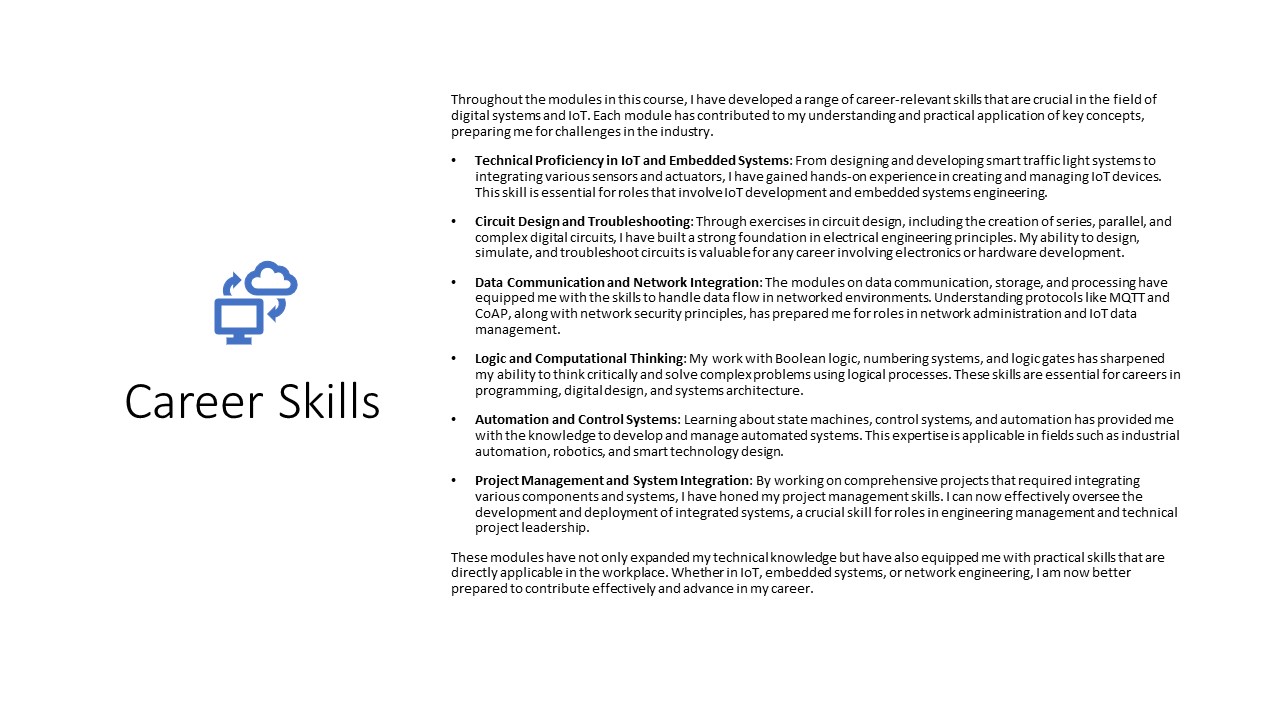 Career Skills
Throughout the modules in this course, I have developed a range of career-relevant skills that are crucial in the field of
digital systems and IoT. Each module has contributed to my understanding and practical application of key concepts,
preparing me for challenges in the industry.
• Technical Proficiency in IoT and Embedded Systems: From designing and developing smart traffic light systems to
integrating various sensors and actuators, I have gained hands-on experience in creating and managing IoT devices.
This skill is essential for roles that involve IoT development and embedded systems engineering.
• Circuit Design and Troubleshooting: Through exercises in circuit design, including the creation of series, parallel, and
complex digital circuits, I have built a strong foundation in electrical engineering principles. My ability to design,
simulate, and troubleshoot circuits is valuable for any career involving electronics or hardware development.
• Data Communication and Network Integration: The modules on data communication, storage, and processing have
equipped me with the skills to handle data flow in networked environments. Understanding protocols like MQTT and
CoAP, along with network security principles, has prepared me for roles in network administration and IoT data
management.
• Logic and Computational Thinking: My work with Boolean logic, numbering systems, and logic gates has sharpened
my ability to think critically and solve complex problems using logical processes. These skills are essential for careers in
programming, digital design, and systems architecture.
• Automation and Control Systems: Learning about state machines, control systems, and automation has provided me
with the knowledge to develop and manage automated systems. This expertise is applicable in fields such as industrial
automation, robotics, and smart technology design.
• Project Management and System Integration: By working on comprehensive projects that required integrating
various components and systems, I have honed my project management skills. I can now effectively oversee the
development and deployment of integrated systems, a crucial skill for roles in engineering management and technical
project leadership.
These modules have not only expanded my technical knowledge but have also equipped me with practical skills that are
directly applicable in the workplace. Whether in IoT, embedded systems, or network engineering, I am now better
prepared to contribute effectively and advance in my career.